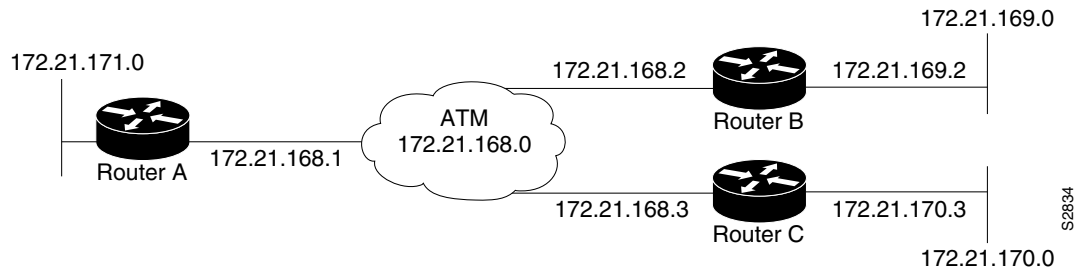 172.21.169.0
172.21.171.0
172.21.168.2
172.21.169.2
Router B
ATM
172.21.168.0
Router A
172.21.168.1
172.21.168.3
172.21.170.3
Router C
172.21.170.0
S2834